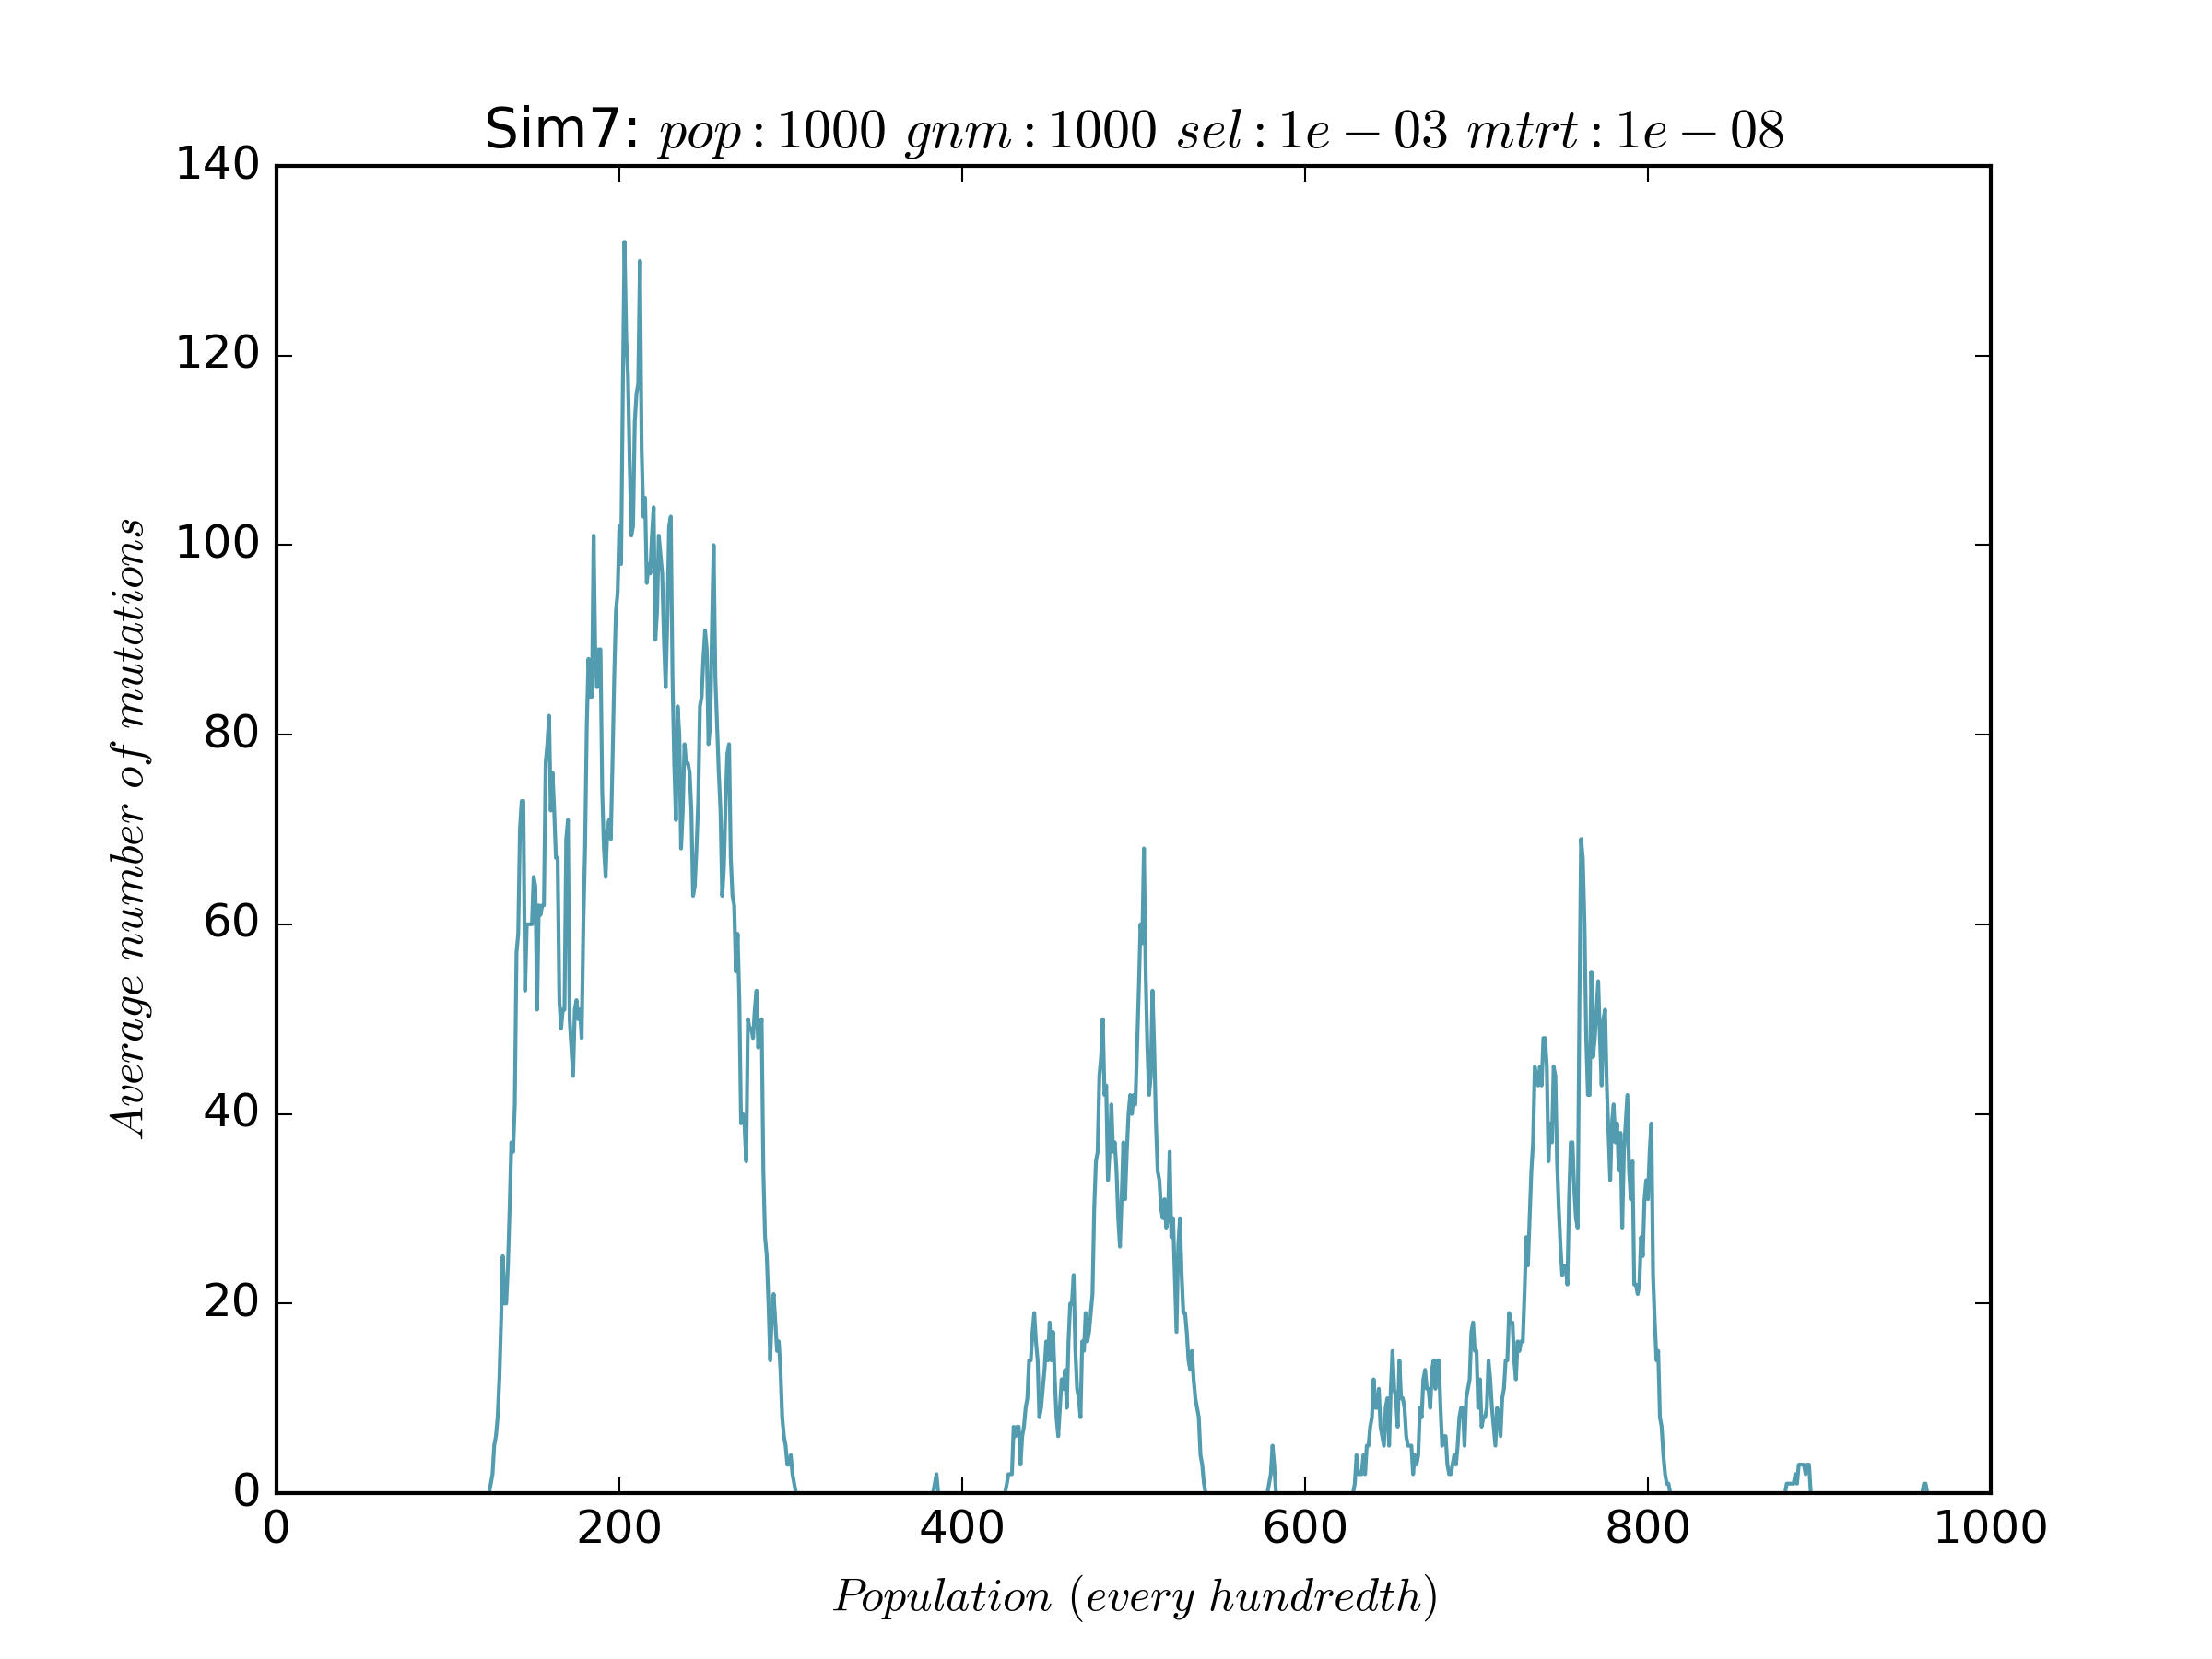 Sim7: pop : 1000 gnm : 1000 sel : 1e − 03 mtrt : 1e − 08
140
120
100
80
60
40
20
0
Average number of mutations
0 200 400 600 800 1000
Population (every hundredth)